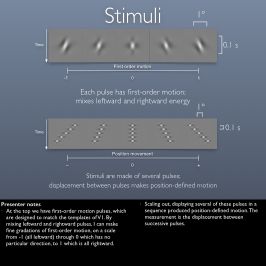 Stimuli
1°
Time
0.1 s
-1 0 1
First-order motion
Each pulse has first-order motion:
mixes leftward and rightward energy
1°
Time
0.1 s
Position movement
Stimuli are made of several pulses;
displacement between pulses makes position-defined motion
Presenter notes
At the top we have first-order motion pulses, which
are designed to match the templates of V1. By
mixing leftward and rightward pulses, I can make
fine gradations of first-order motion, on a scale
from -1 (all leftward) through 0 which has no
particular direction, to 1 which is all rightward.
Scaling out, displaying several of these pulses in a
sequence produced position-defined motion. The
measurement is the displacement between
successive pulses.